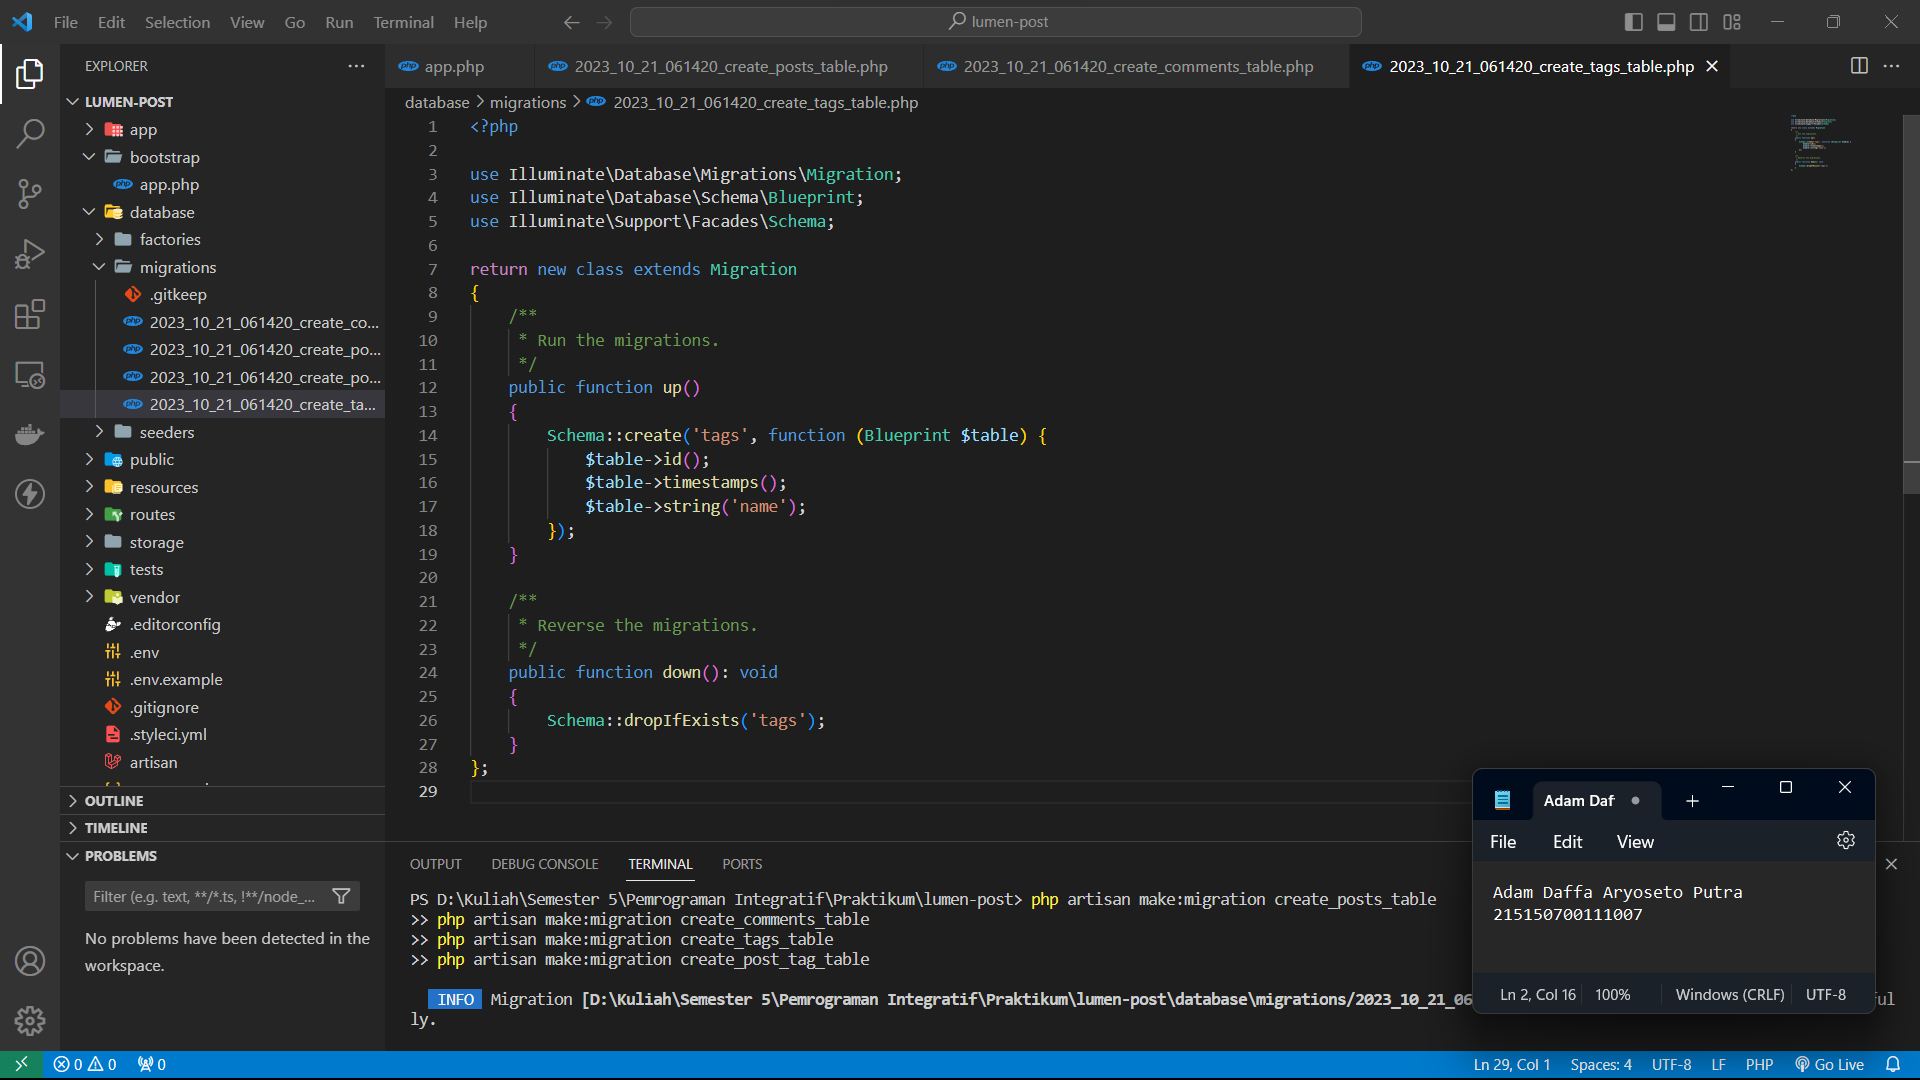 File Edit Selection View Go Run Terminal Help
lumen-post
EXPLORER
LUMEN-POST
app
bootstrap
app.php
database
factories
migrations
.gitkeep
2023_10_21_061420_create_co...
2023_10_21_061420_create_po...
2023_10_21_061420_create_po...
2023_10_21_061420_create_ta...
seeders
public
resources
routes
storage
tests
vendor
.editorconfig
.env
.env.example
.gitignore
.styleci.yml
artisan
OUTLINE
TIMELINE
PROBLEMS
Filter (e.g. text, **/*.ts, !**/node_...
No problems have been detected in the
workspace.
php app.php php 2023_10_21_061420_create_posts_table.php php 2023_10_21_061420_create_comments_table.php php 2023_10_21_061420_create_tags_table.php
database > migrations > php 2023_10_21_061420_create_tags_table.php
1 <?php
2
3 use Illuminate\Database\Migrations\Migration;
4 use Illuminate\Database\Schema\Blueprint;
5 use Illuminate\Support\Facades\Schema;
6
7 return new class extends Migration
8 {
9 /**
10 * Run the migrations.
11 */
12 public function up()
13 {
14 Schema::create('tags', function (Blueprint $table) {
15 $table->id();
16 $table->timestamps();
17 $table->string('name');
18 });
19 }
20
21 /**
22 * Reverse the migrations.
23 */
24 public function down(): void
25 {
26 Schema::dropIfExists('tags');
27 }
28 };
29
OUTPUT DEBUG CONSOLE TERMINAL PORTS
PS D:\Kuliah\Semester 5\Pemrograman Integratif\Praktikum\lumen-post> php artisan make:migration create_posts_table
>> php artisan make:migration create_comments_table
>> php artisan make:migration create_tags_table
>> php artisan make:migration create_post_tag_table
INFO Migration [D:\Kuliah\Semester 5\Pemrograman Integratif\Praktikum\lumen-post\database\migrations/2023_10_21_06
ul
ly.
Adam Daf
File Edit View
Adam Daffa Aryoseto Putra
215150700111007
Ln 2, Col 16 100% Windows (CRLF) UTF-8
0 0 0 Ln 29, Col 1 Spaces: 4 UTF-8 LF PHP Go Live